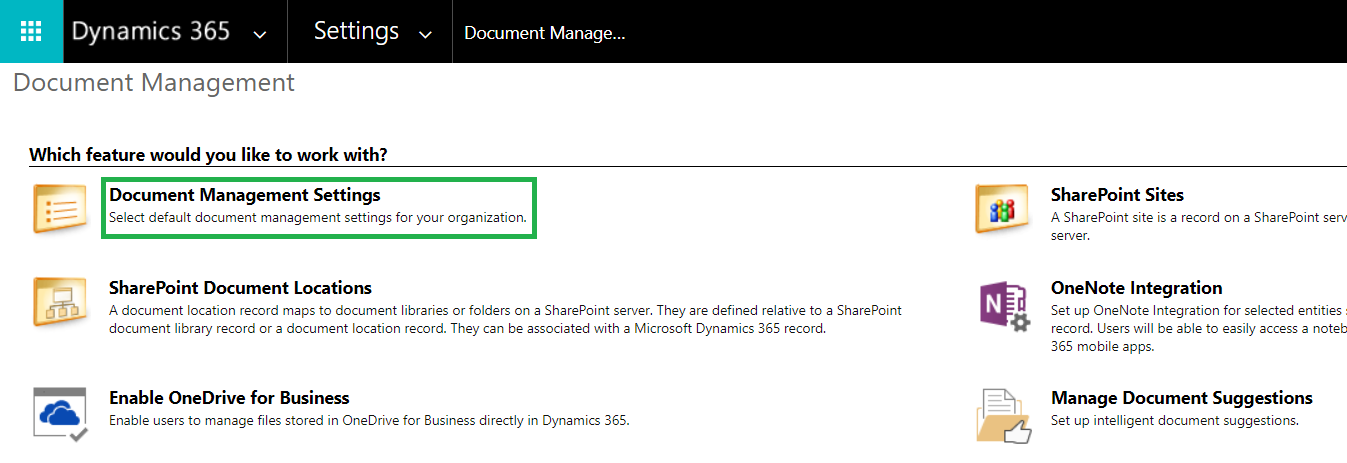 Dynamics 365
Settings
Document Manage...
Document Management
Which feature would you like to work with?
Document Management Settings
Select default document management settings for your organization.
SharePoint Sites
A SharePoint site is a record on a SharePoint serv
server.
SharePoint Document Locations
A document location record maps to document libraries or folders on a SharePoint server. They are defined relative to a SharePoint
document library record or a document location record. They can be associated with a Microsoft Dynamics 365 record.
OneNote Integration
Set up OneNote Integration for selected entities s
record. Users will be able to easily access a noteb
365 mobile apps.
Enable OneDrive for Business
Enable users to manage files stored in OneDrive for Business directly in Dynamics 365.
Manage Document Suggestions
Set up intelligent document suggestions.